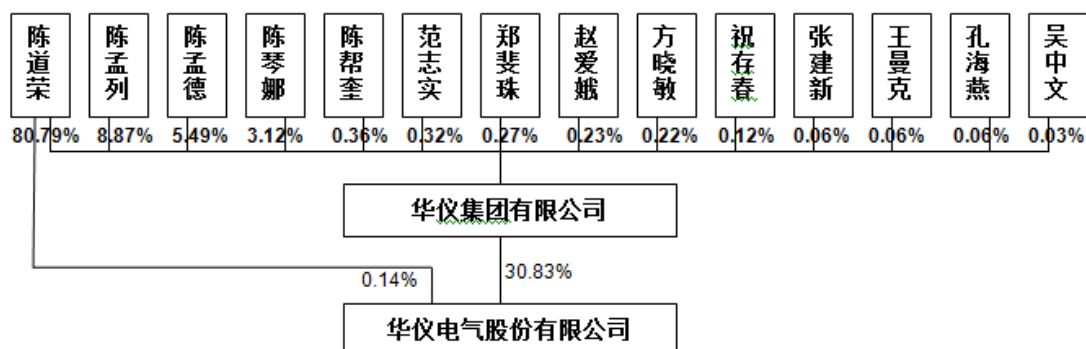 陈道荣
陈孟列
陈孟德
陈琴娜
陈帮奎
范志实
郑斐珠
赵爱娥
方晓敏
祝存春
张建新
王曼克
孔海燕
吴中文
80.79%
8.87%
5.49%
3.12%
0.36%
0.32%
0.27%
0.23%
0.22%
0.12%
0.06%
0.06%
0.06%
0.03%
华仪集团有限公司
0.14%
30.83%
华仪电气股份有限公司